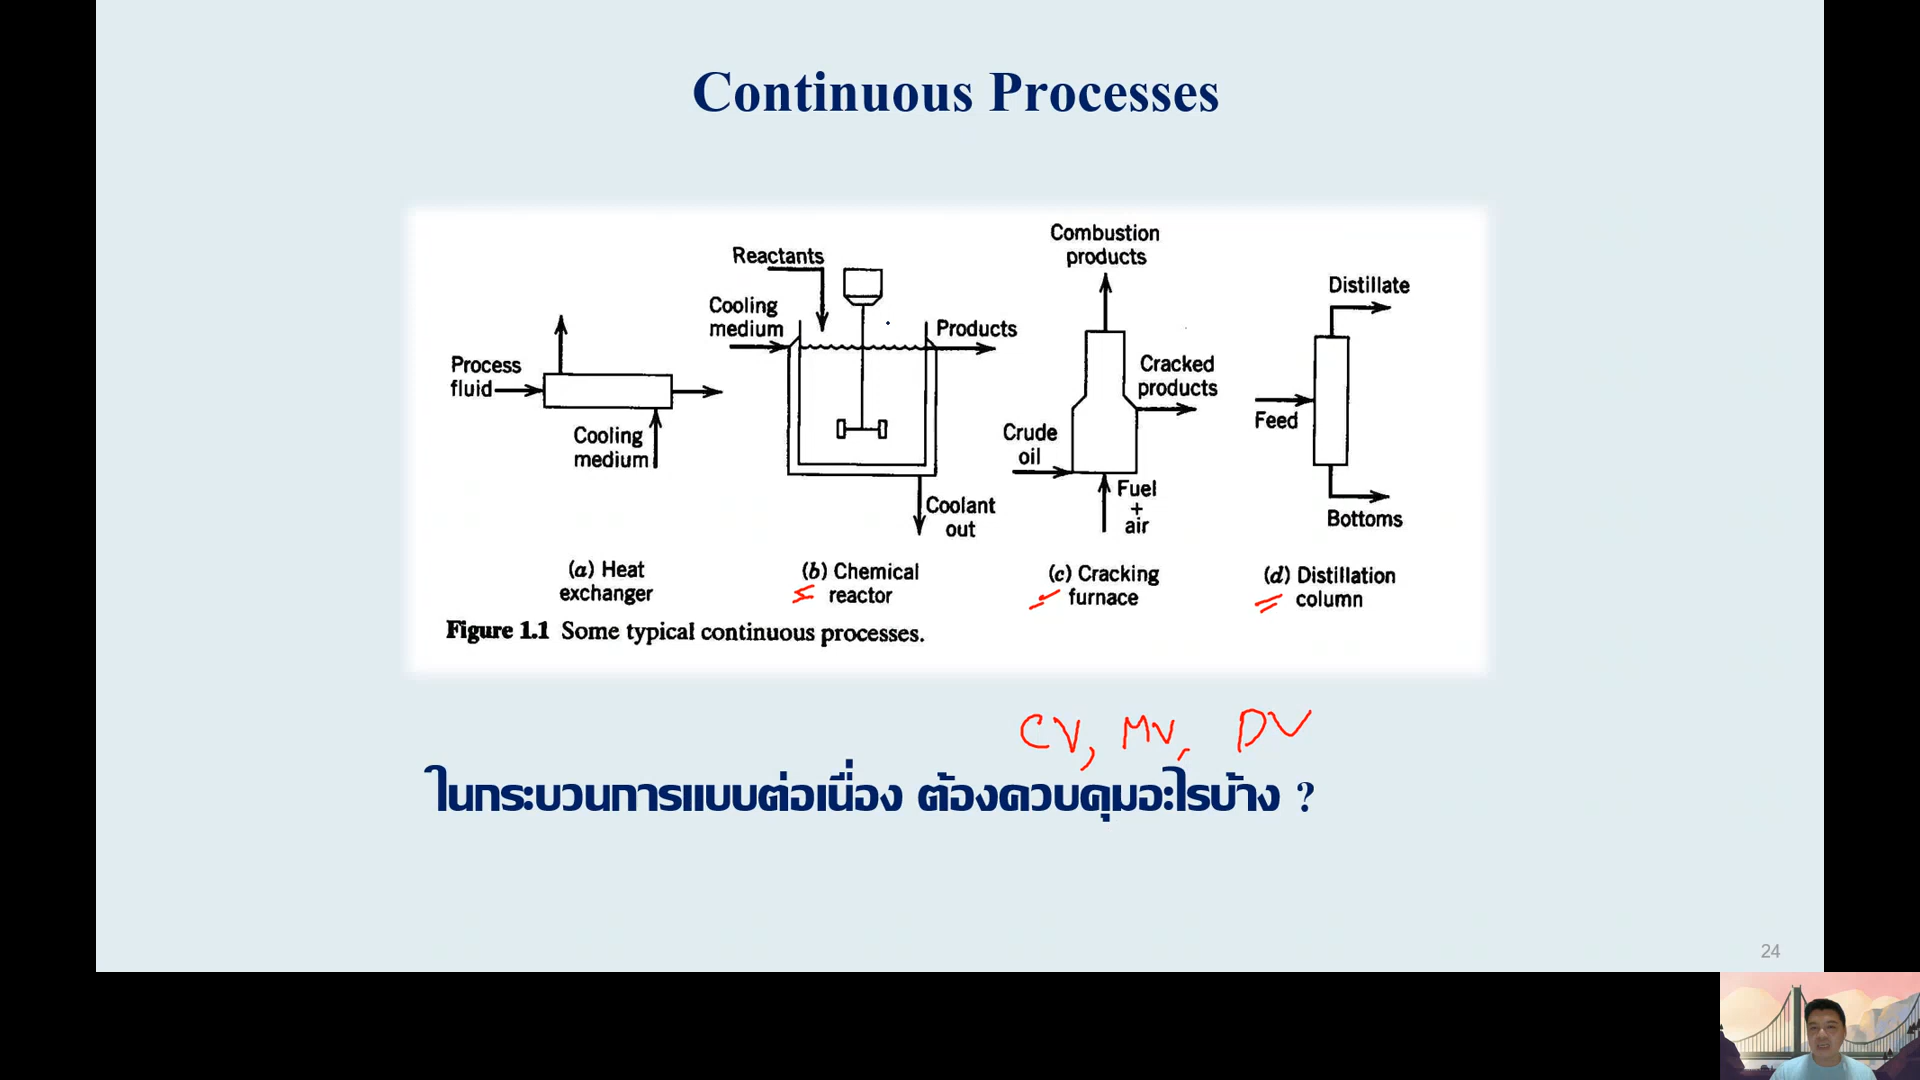 Continuous Processes
Process
fluid
Cooling
medium
(a) Heat
exchanger
Reactants
Cooling
medium
Products
Coolant
out
(b) Chemical
reactor
Combustion
products
Cracked
products
Crude
oil
Fuel
+
air
(c) Cracking
furnace
Distillate
Feed
Bottoms
(d) Distillation
column
Figure 1.1 Some typical continuous processes.
CV, MV, DV
ในกระบวนการแบบต่อเนื่อง ต้องควบคุมอะไรบ้าง ?
24